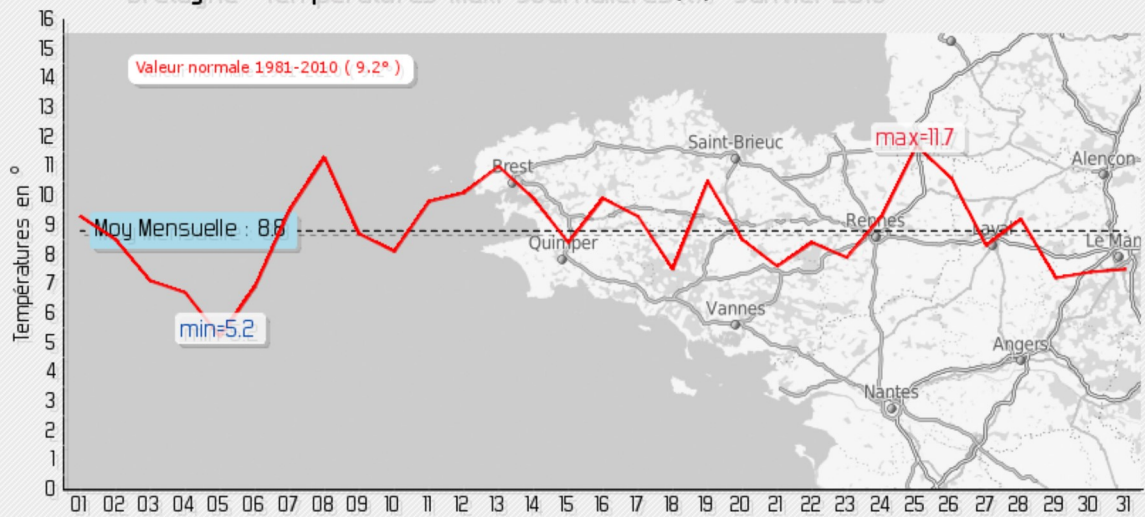 16
15
14
13
12
11
10
9
8
7
6
5
4
3
2
1
0
Températures en °
Valeur normale 1981-2010 ( 9.2° )
max=11.7
Saint-Brieuc
Alençon
Brest
Moy Mensuelle : 8.8
Rennes
Laval
Quimper
Vannes
min=5.2
Angers
Nantes
01 02 03 04 05 06 07 08 09 10 11 12 13 14 15 16 17 18 19 20 21 22 23 24 25 26 27 28 29 30 31